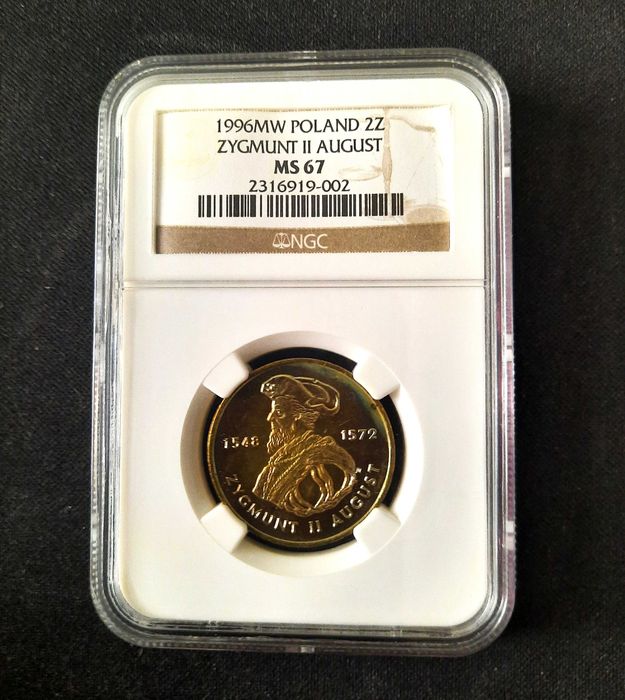 1996MW POLAND 2Z
ZYGMUNT II AUGUST
MS 67
2316919-002
NGC
1548 1572
ZYGMUNT II AUGUST